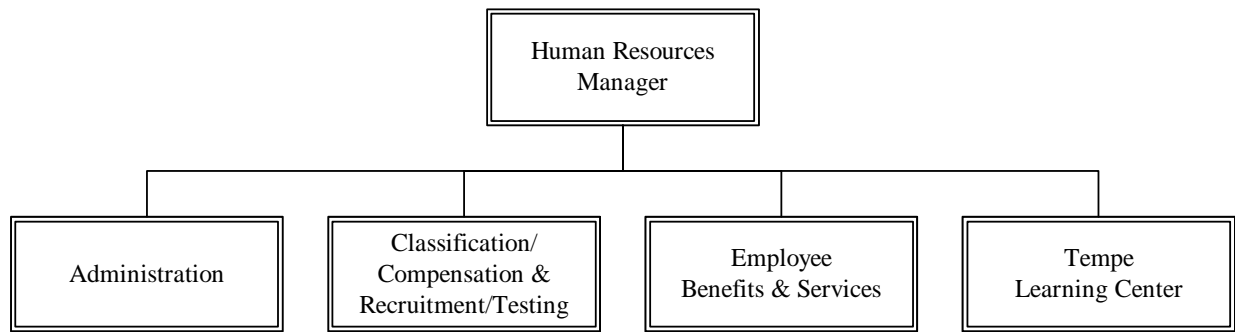 Human Resources
Manager
Administration
Classification/
Compensation &
Recruitment/Testing
Employee
Benefits & Services
Tempe
Learning Center